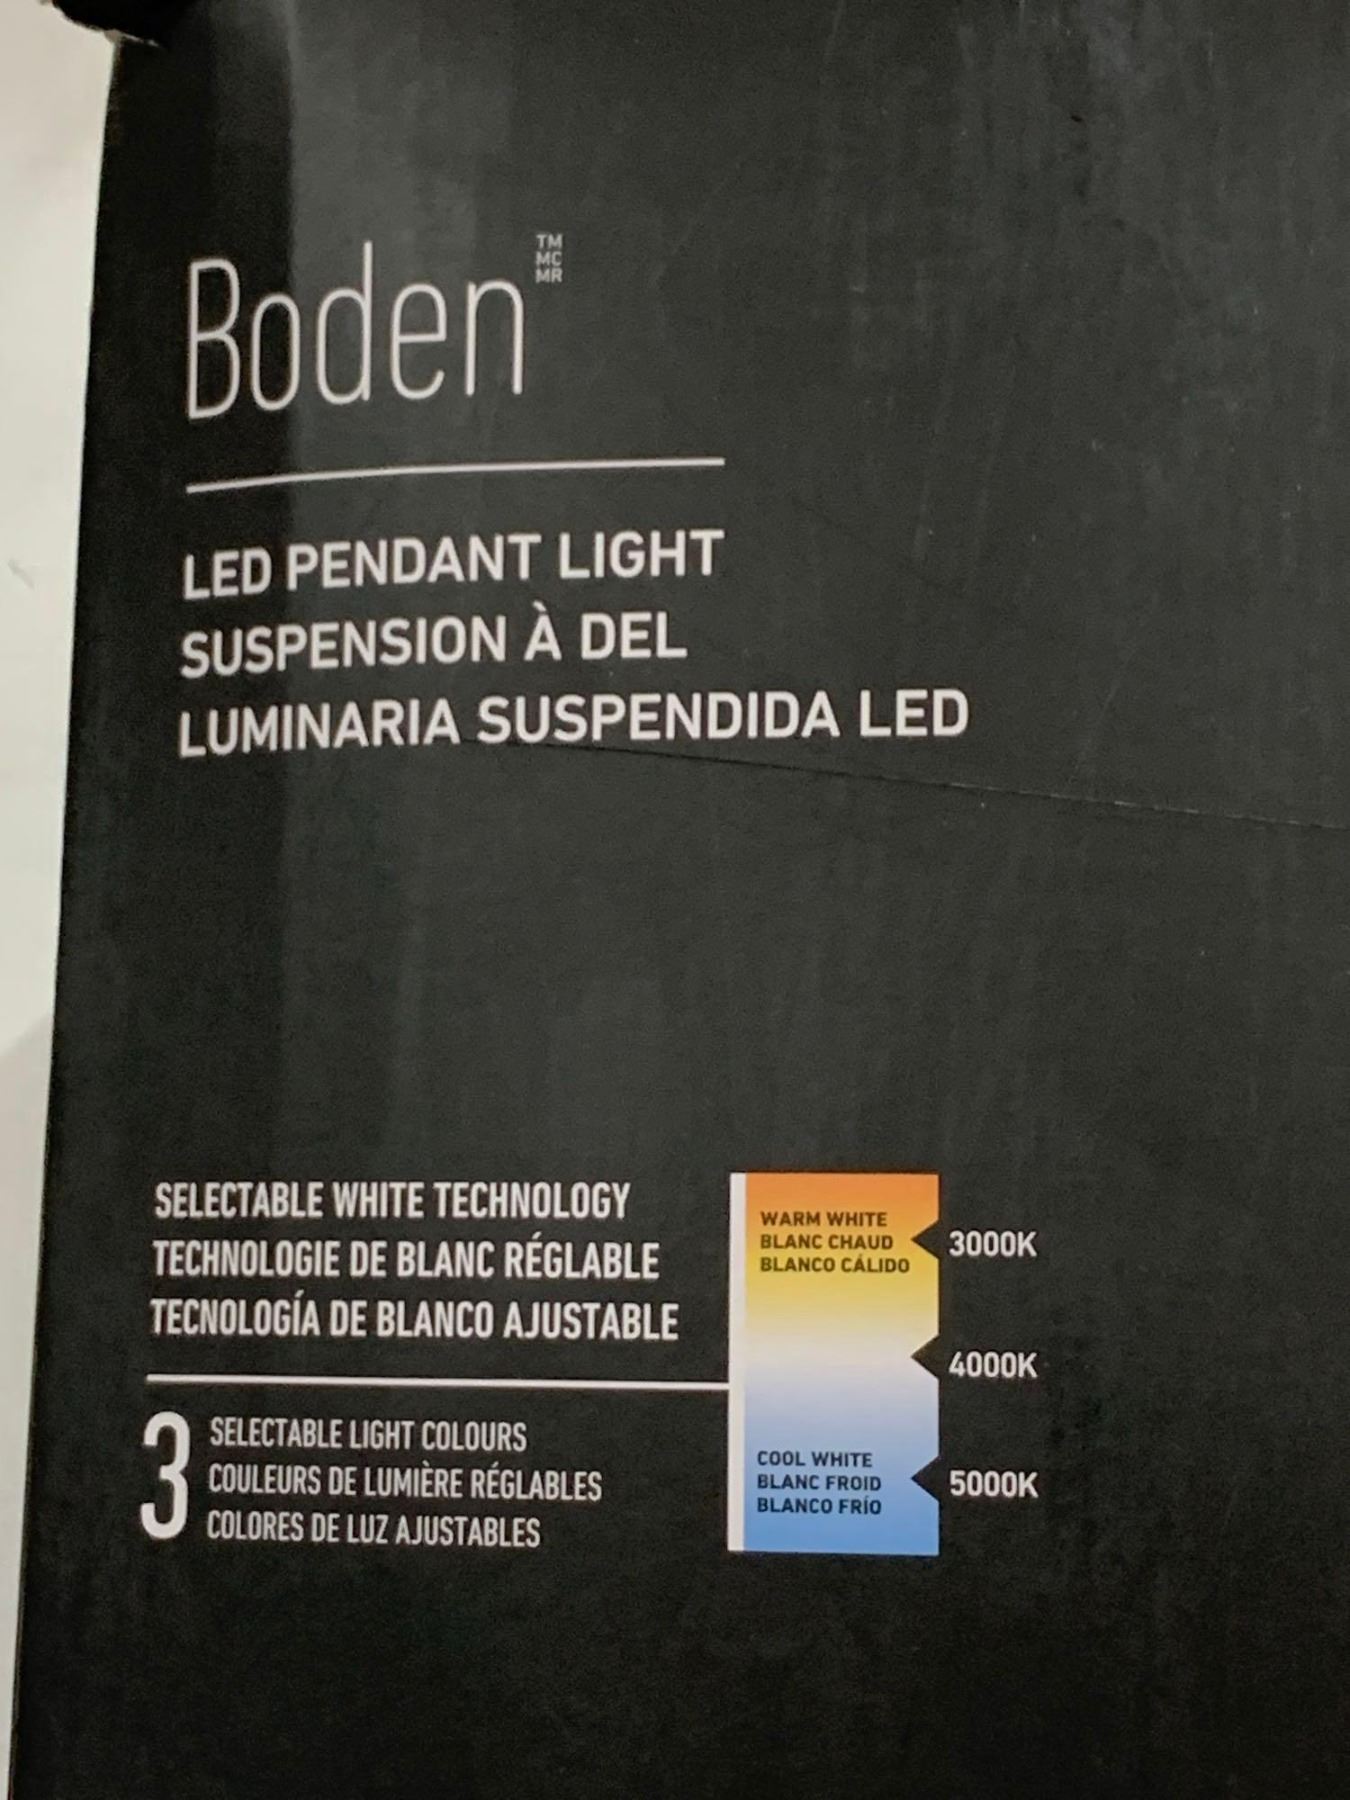 Boden TM MC MR
LED PENDANT LIGHT
SUSPENSION À DEL
LUMINARIA SUSPENDIDA LED
SELECTABLE WHITE TECHNOLOGY
TECHNOLOGIE DE BLANC RÉGLABLE
TECNOLOGÍA DE BLANCO AJUSTABLE
3 SELECTABLE LIGHT COLOURS
COULEURS DE LUMIÈRE RÉGLABLES
COLORES DE LUZ AJUSTABLES
WARM WHITE
BLANC CHAUD
BLANCO CÁLIDO
3000K
4000K
COOL WHITE
BLANC FROID
BLANCO FRÍO
5000K